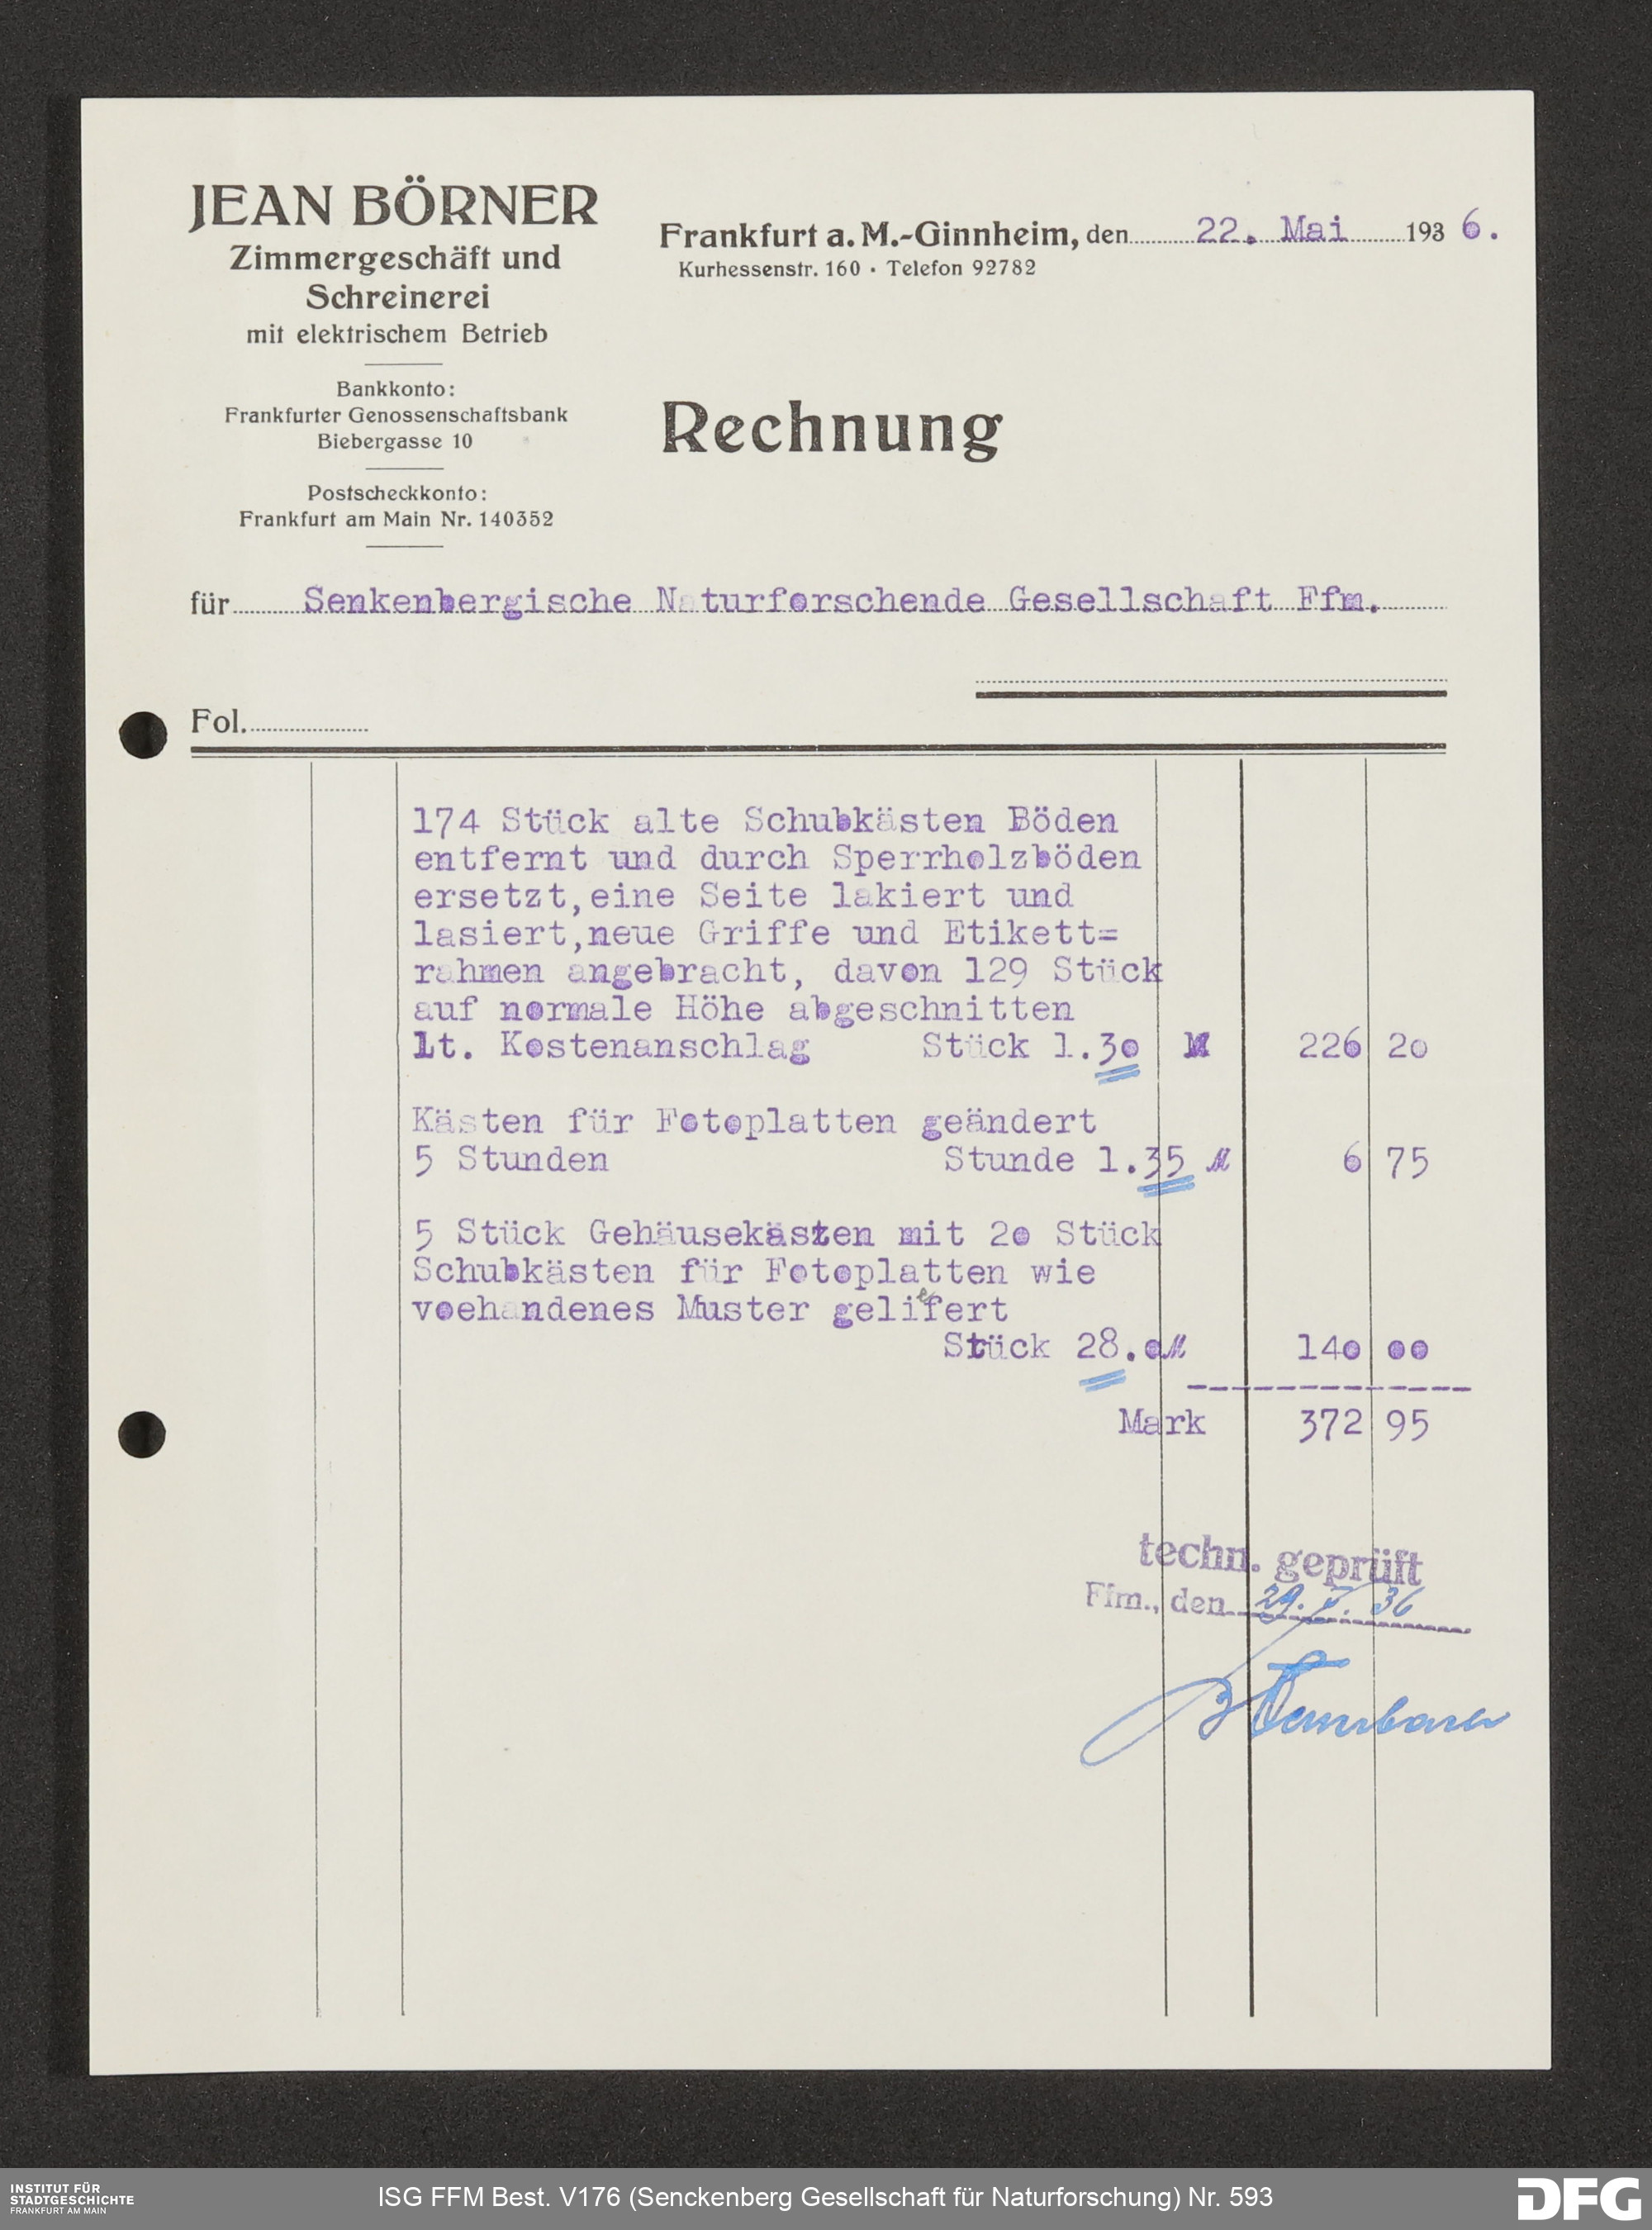 JEAN BÖRNER
Zimmergeschäft und
Schreinerei
mit elektrischem Betrieb
Bankkonto:
Frankfurter Genossenschaftsbank
Biebergasse 10
Postscheckkonto:
Frankfurt am Main Nr. 140352
Frankfurt a. M.-Ginnheim, den 22. Mai 1936.
Kurhessenstr. 160 · Telefon 92782
Rechnung
für Senkenbergische Naturforschende Gesellschaft Ffm.
Fol.
174 Stück alte Schubkästen Böden
entfernt und durch Sperrholzböden
ersetzt,eine Seite lakiert und
lasiert,neue Griffe und Etikett=
rahmen angebracht, davon 129 Stück
auf normale Höhe abgeschnitten
lt. Kostenanschlag Stück 1.30 M 226 20
Kästen für Fotoplatten geändert
5 Stunden Stunde 1.35 M 6 75
5 Stück Gehäusekästen mit 20 Stück
Schubkästen für Fotoplatten wie
voehandenes Muster geliefert
Stück 28.oM 140 00
Mark 372 95
techn. geprüft
Ffm., den 29. V. 36
INSTITUT FÜR
STADTGESCHICHTE
FRANKFURT AM MAIN
ISG FFM Best. V176 (Senckenberg Gesellschaft für Naturforschung) Nr. 593
DFG